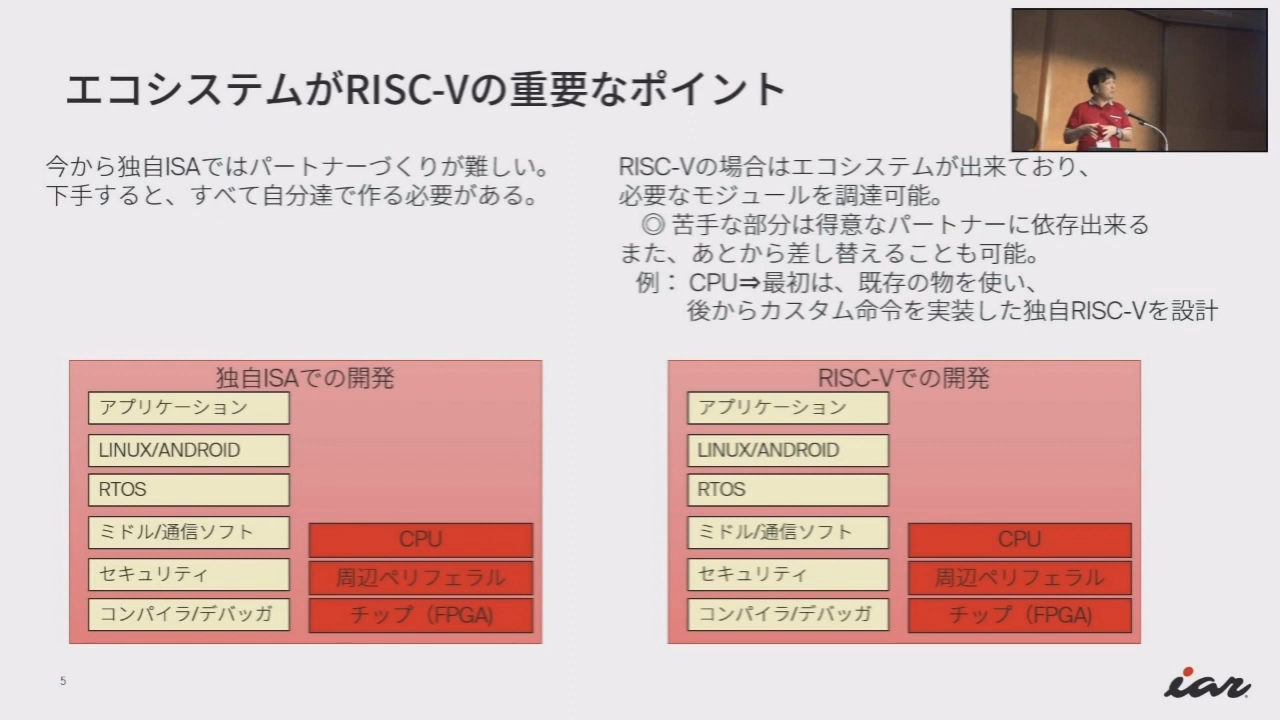 エコシステムがRISC-Vの重要なポイント
今から独自ISAではパートナーづくりが難しい。
下手すると、すべて自分達で作る必要がある。
RISC-Vの場合はエコシステムが出来ており、
必要なモジュールを調達可能。
◎ 苦手な部分は得意なパートナーに依存出来る
また、あとから差し替えることも可能。
例： CPU⇒最初は、既存の物を使い、
後からカスタム命令を実装した独自RISC-Vを設計
独自ISAでの開発
アプリケーション
LINUX/ANDROID
RTOS
ミドル/通信ソフト
セキュリティ
コンパイラ/デバッガ
CPU
周辺ペリフェラル
チップ（FPGA)
RISC-Vでの開発
アプリケーション
LINUX/ANDROID
RTOS
ミドル/通信ソフト
セキュリティ
コンパイラ/デバッガ
CPU
周辺ペリフェラル
チップ（FPGA)
5
iar